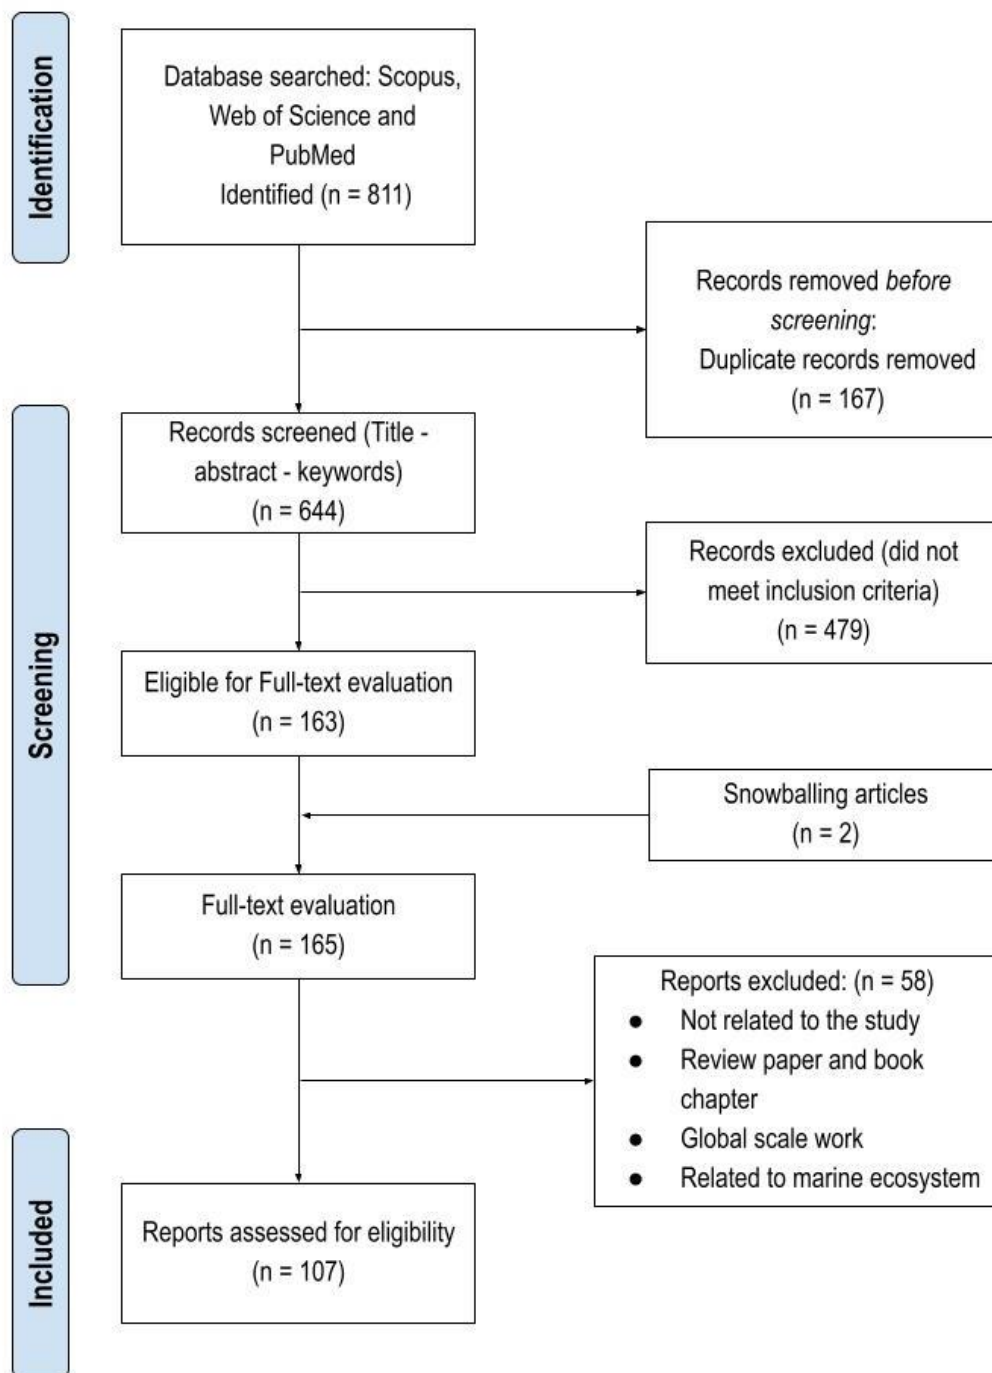 Identification
Database searched: Scopus,
Web of Science and
PubMed
Identified (n = 811)
Records removed before
screening:
Duplicate records removed
(n = 167)
Screening
Records screened (Title -
abstract - keywords)
(n = 644)
Records excluded (did not
meet inclusion criteria)
(n = 479)
Eligible for Full-text evaluation
(n = 163)
Snowballing articles
(n = 2)
Full-text evaluation
(n = 165)
Reports excluded: (n = 58)
● Not related to the study
● Review paper and book
chapter
● Global scale work
● Related to marine ecosystem
Included
Reports assessed for eligibility
(n = 107)